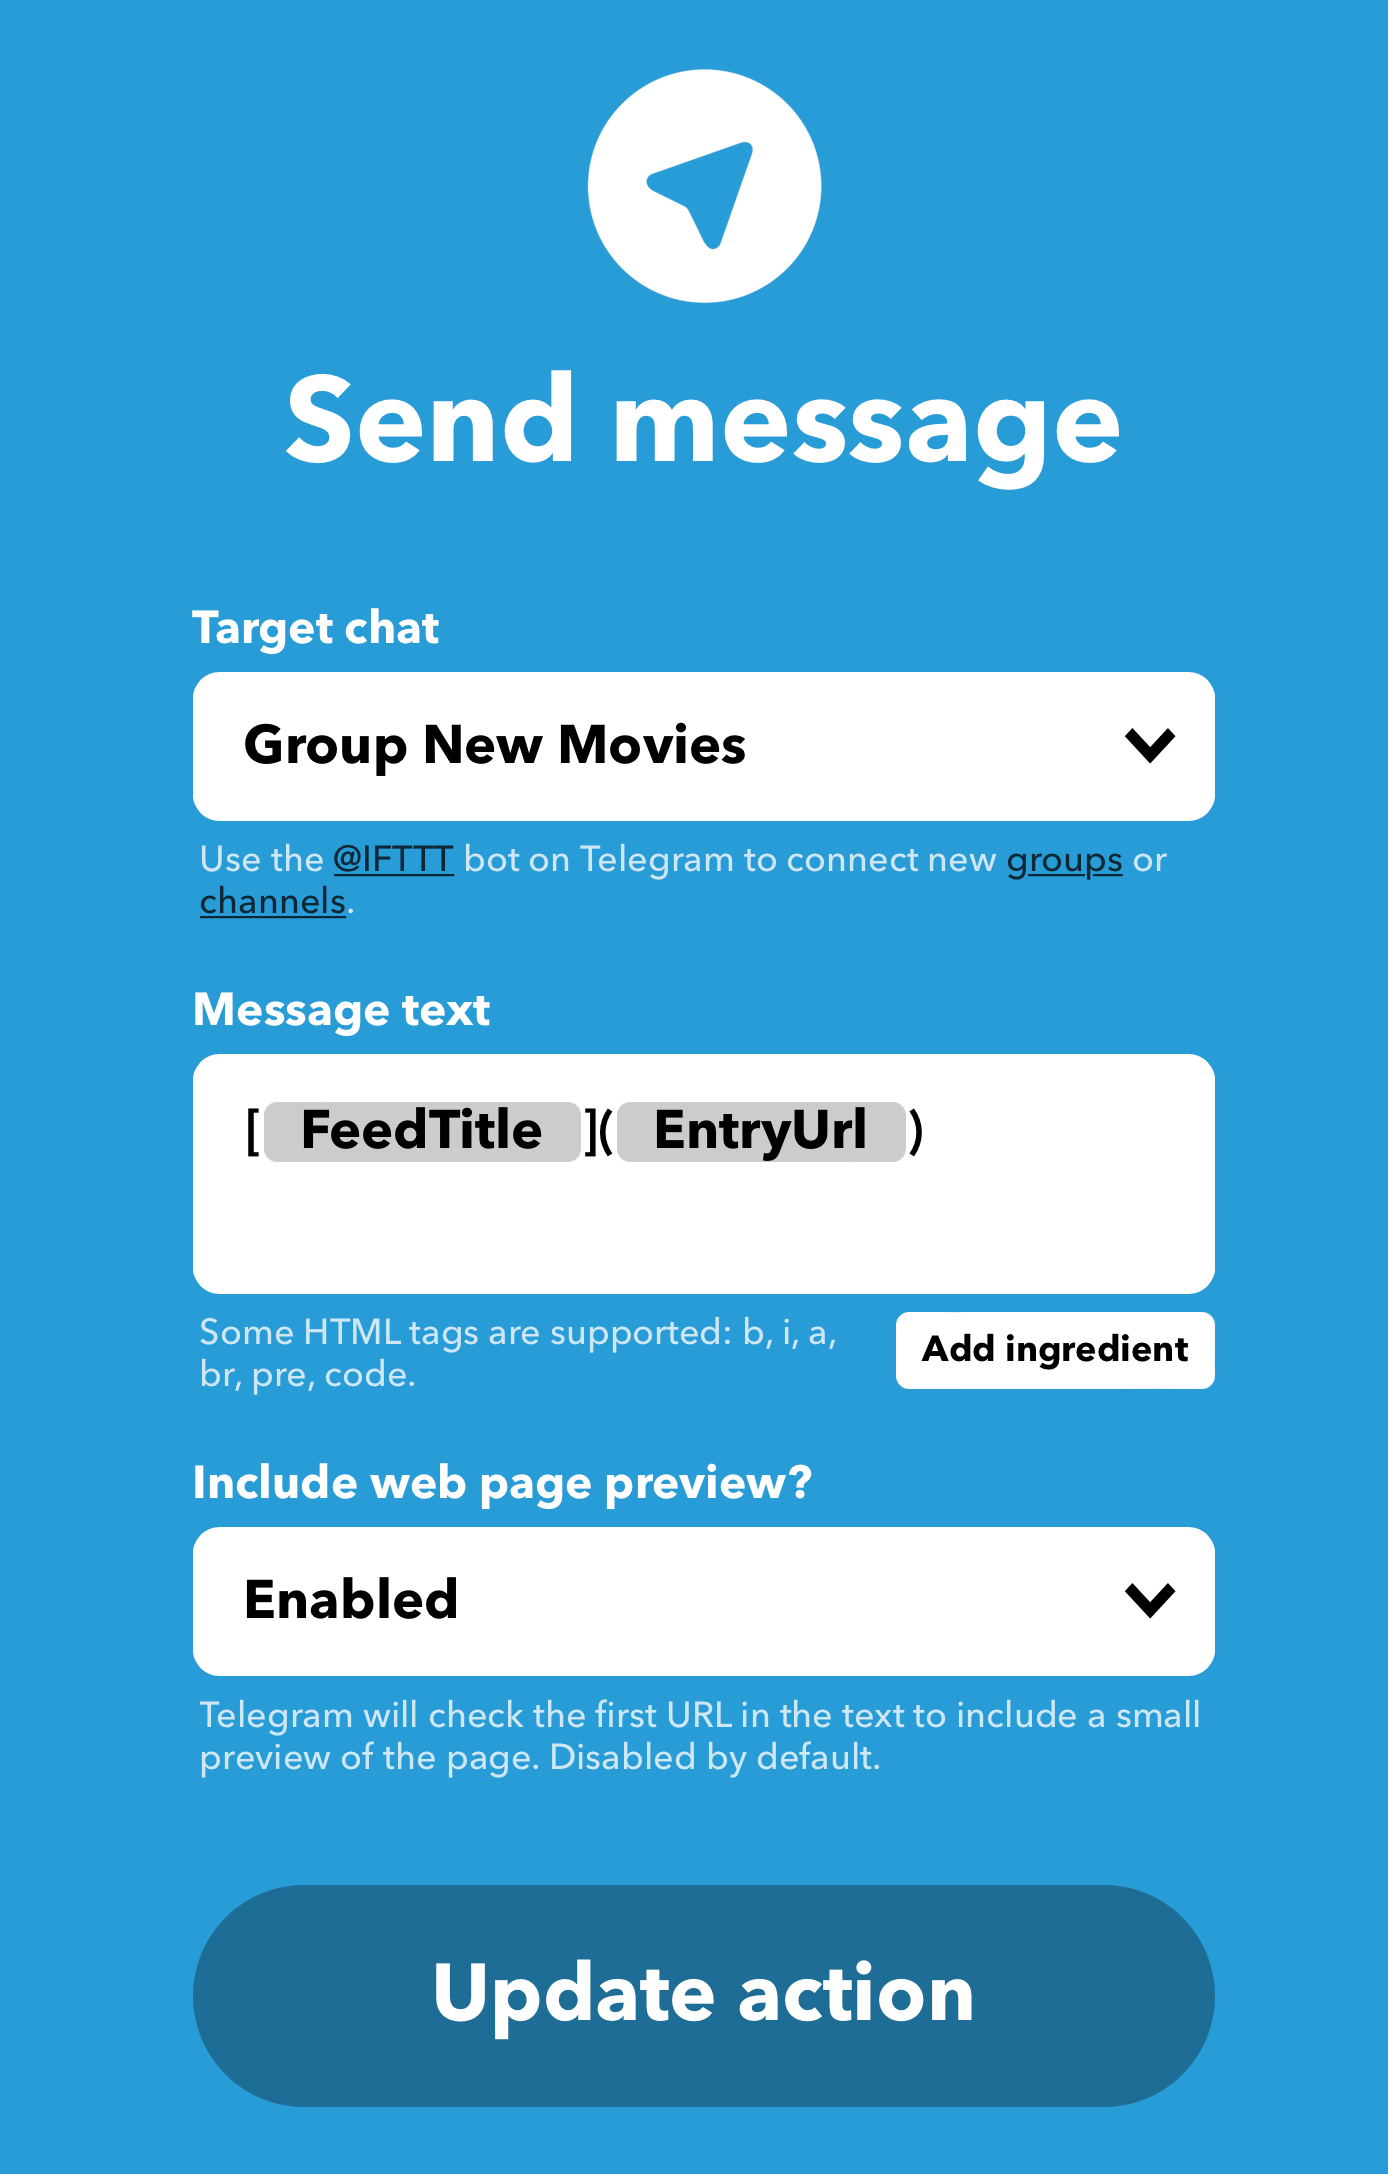 Send message
Target chat
Group New Movies
Use the @IFTTT bot on Telegram to connect new groups or
channels.
Message text
[ FeedTitle ]( EntryUrl )
Some HTML tags are supported: b, i, a,
br, pre, code.
Add ingredient
Include web page preview?
Enabled
Telegram will check the first URL in the text to include a small
preview of the page. Disabled by default.
Update action